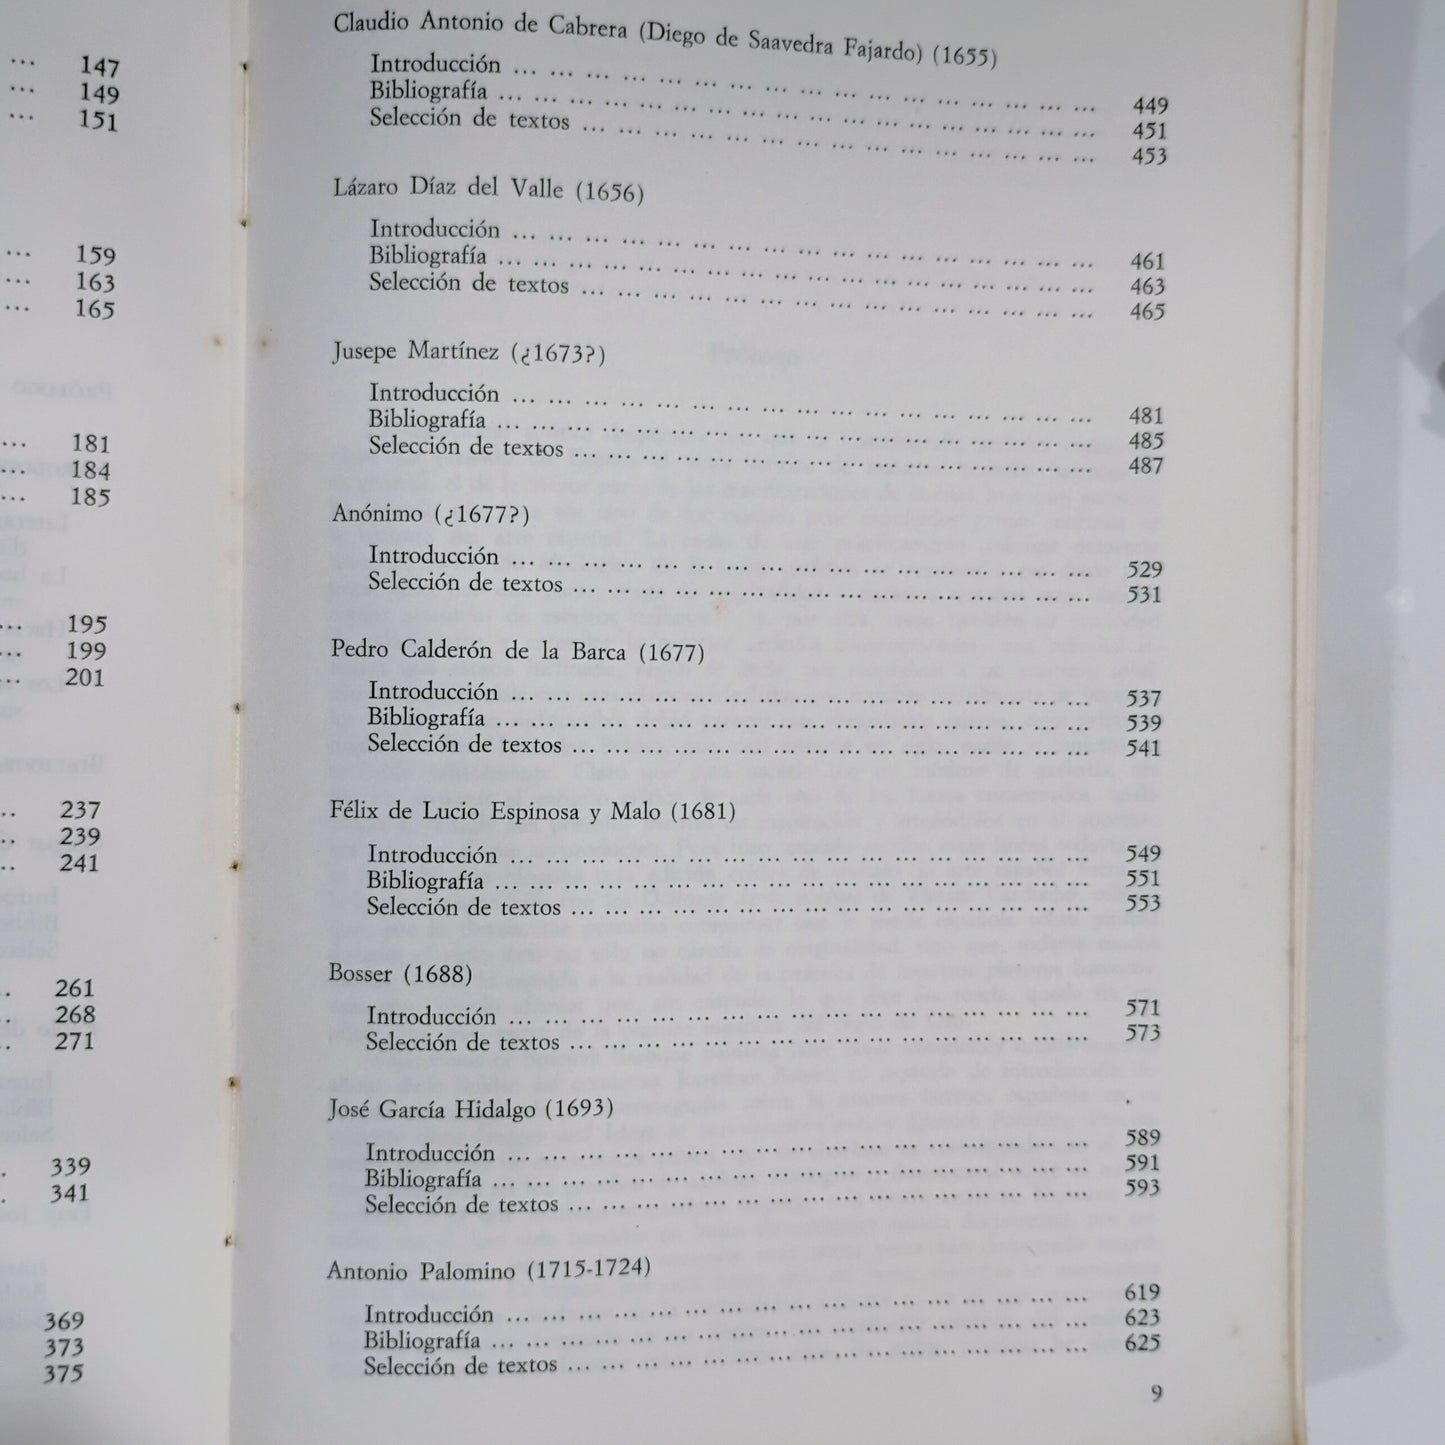 … 147
… 149
… 151
… 159
… 163
… 165
… 181
… 184
… 185
… 195
… 199
… 201
.. 237
.. 239
.. 241
.. 261
.. 268
.. 271
. 339
. 341
369
373
375
Claudio Antonio de Cabrera (Diego de Saavedra Fajardo) (1655)
Introducción … … … … … … … … … … … … … … … … 449
Bibliografía … … … … … … … … … … … … … … … … … 451
Selección de textos … … … … … … … … … … … … … … 453
Lázaro Díaz del Valle (1656)
Introducción … … … … … … … … … … … … … … … … 461
Bibliografía … … … … … … … … … … … … … … … … … 463
Selección de textos … … … … … … … … … … … … … … 465
Jusepe Martínez (¿1673?)
Introducción … … … … … … … … … … … … … … … … 481
Bibliografía … … … … … … … … … … … … … … … … … 485
Selección de textos … … … … … … … … … … … … … … … 487
Anónimo (¿1677?)
Introducción … … … … … … … … … … … … … … … … 529
Selección de textos … … … … … … … … … … … … … … … 531
Pedro Calderón de la Barca (1677)
Introducción … … … … … … … … … … … … … … … … 537
Bibliografía … … … … … … … … … … … … … … … … … 539
Selección de textos … … … … … … … … … … … … … … … 541
Félix de Lucio Espinosa y Malo (1681)
Introducción … … … … … … … … … … … … … … … … 549
Bibliografía … … … … … … … … … … … … … … … … … 551
Selección de textos … … … … … … … … … … … … … … … 553
Bosser (1688)
Introducción … … … … … … … … … … … … … … … … 571
Selección de textos … … … … … … … … … … … … … … … 573
José García Hidalgo (1693)
Introducción … … … … … … … … … … … … … … … … 589
Bibliografía … … … … … … … … … … … … … … … … … 591
Selección de textos … … … … … … … … … … … … … … … 593
Antonio Palomino (1715-1724)
Introducción … … … … … … … … … … … … … … … … 619
Bibliografía … … … … … … … … … … … … … … … … … 623
Selección de textos … … … … … … … … … … … … … … … 625
9